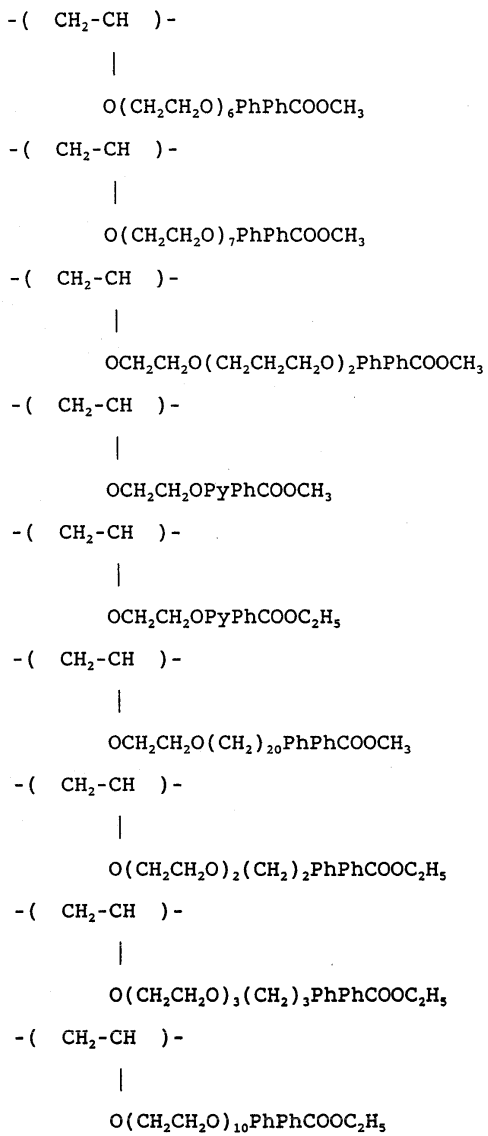 -( CH₂-CH )-
|
O(CH₂CH₂O)₆PhPhCOOCH₃
-( CH₂-CH )-
|
O(CH₂CH₂O)₇PhPhCOOCH₃
-( CH₂-CH )-
|
OCH₂CH₂O(CH₂CH₂CH₂O)₂PhPhCOOCH₃
-( CH₂-CH )-
|
OCH₂CH₂OPyPhCOOCH₃
-( CH₂-CH )-
|
OCH₂CH₂OPyPhCOOC₂H₅
-( CH₂-CH )-
|
OCH₂CH₂O(CH₂)₂₀PhPhCOOCH₃
-( CH₂-CH )-
|
O(CH₂CH₂O)₂(CH₂)₂PhPhCOOC₂H₅
-( CH₂-CH )-
|
O(CH₂CH₂O)₃(CH₂)₃PhPhCOOC₂H₅
-( CH₂-CH )-
|
O(CH₂CH₂O)₁₀PhPhCOOC₂H₅